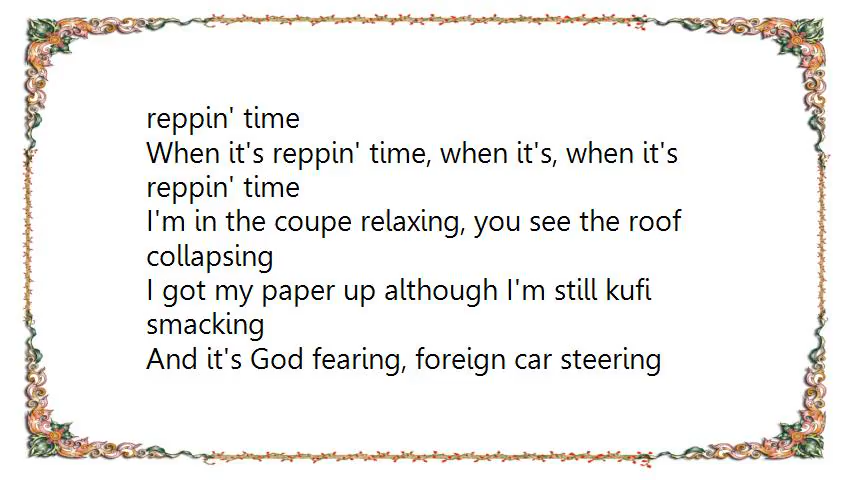 reppin' time
When it's reppin' time, when it's, when it's
reppin' time
I'm in the coupe relaxing, you see the roof
collapsing
I got my paper up although I'm still kufi
smacking
And it's God fearing, foreign car steering